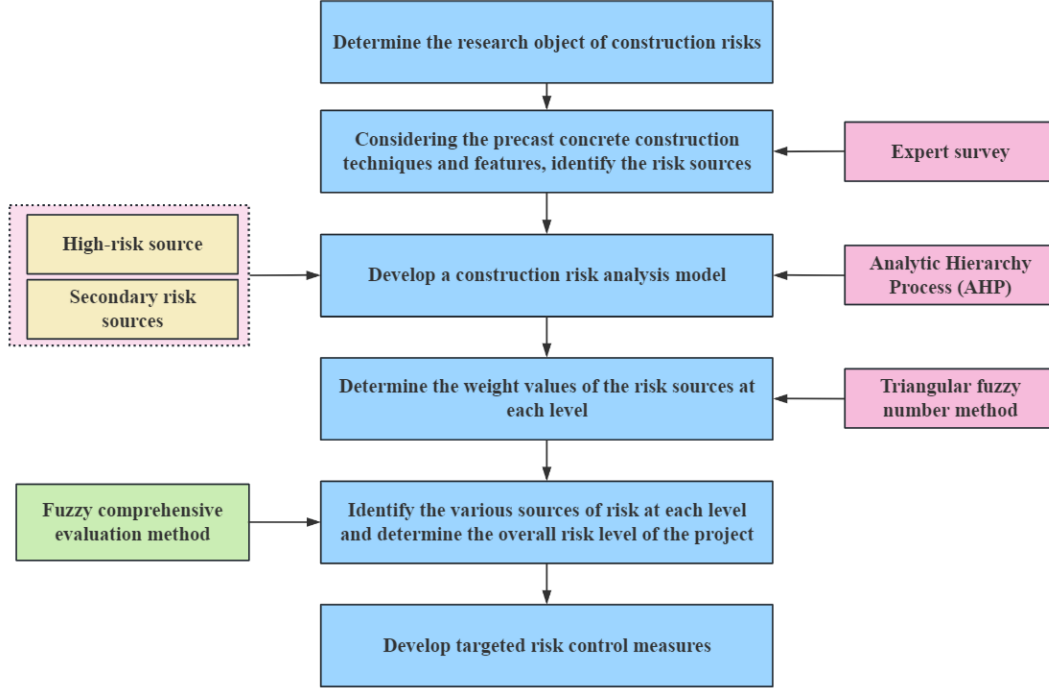 Determine the research object of construction risks
Considering the precast concrete construction
techniques and features, identify the risk sources
Expert survey
High-risk source
Secondary risk
sources
Develop a construction risk analysis model
Analytic Hierarchy
Process (AHP)
Determine the weight values of the risk sources at
each level
Triangular fuzzy
number method
Fuzzy comprehensive
evaluation method
Identify the various sources of risk at each level
and determine the overall risk level of the project
Develop targeted risk control measures